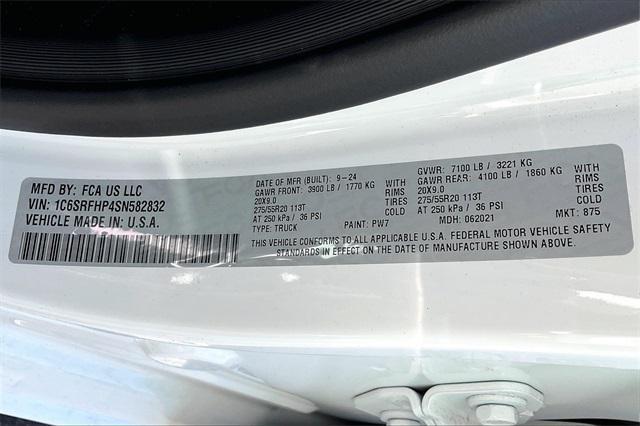 MFD BY: FCA US LLC
VIN: 1C6SRFHP4SN582832
VEHICLE MADE IN U.S.A.
DATE OF MFR (BUILT): 9-24
GAWR FRONT: 3900 LB / 1770 KG
20X9.0 RIMS
275/55R20 113T TIRES
AT 250 kPa / 36 PSI COLD
TYPE: TRUCK PAINT: PW7
GVWR: 7100 LB / 3221 KG
GAWR REAR: 4100 LB / 1860 KG
20X9.0 RIMS
275/55R20 113T TIRES
AT 250 kPa / 36 PSI COLD
MDH: 062021 MKT: 875
THIS VEHICLE CONFORMS TO ALL APPLICABLE U.S.A. FEDERAL MOTOR VEHICLE SAFETY
STANDARDS IN EFFECT ON THE DATE OF MANUFACTURE SHOWN ABOVE.